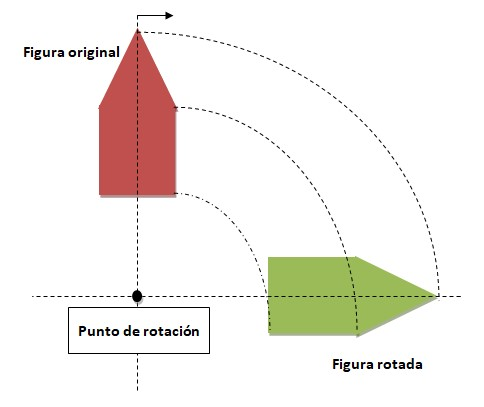 Figura original
Punto de rotación
Figura rotada